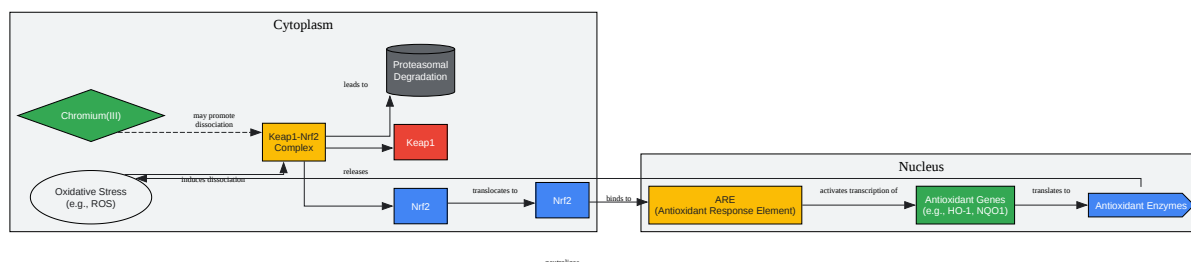 Cytoplasm
Proteasomal
Degradation
leads to
Chromium(III)
may promote
dissociation
Keap1-Nrf2
Complex
Keap1
Nucleus
induces dissociation
releases
Oxidative Stress
(e.g., ROS)
Nrf2
translocates to
Nrf2
binds to
ARE
(Antioxidant Response Element)
activates transcription of
Antioxidant Genes
(e.g., HO-1, NQO1)
translates to
Antioxidant Enzymes